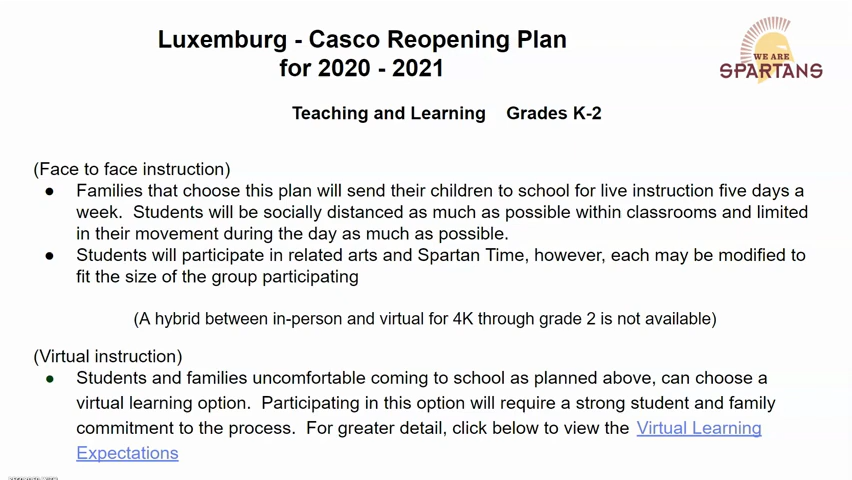 Luxemburg - Casco Reopening Plan
for 2020 - 2021
WE ARE
SPARTANS
Teaching and Learning Grades K-2
(Face to face instruction)
● Families that choose this plan will send their children to school for live instruction five days a
week. Students will be socially distanced as much as possible within classrooms and limited
in their movement during the day as much as possible.
● Students will participate in related arts and Spartan Time, however, each may be modified to
fit the size of the group participating
(A hybrid between in-person and virtual for 4K through grade 2 is not available)
(Virtual instruction)
● Students and families uncomfortable coming to school as planned above, can choose a
virtual learning option. Participating in this option will require a strong student and family
commitment to the process. For greater detail, click below to view the Virtual Learning
Expectations